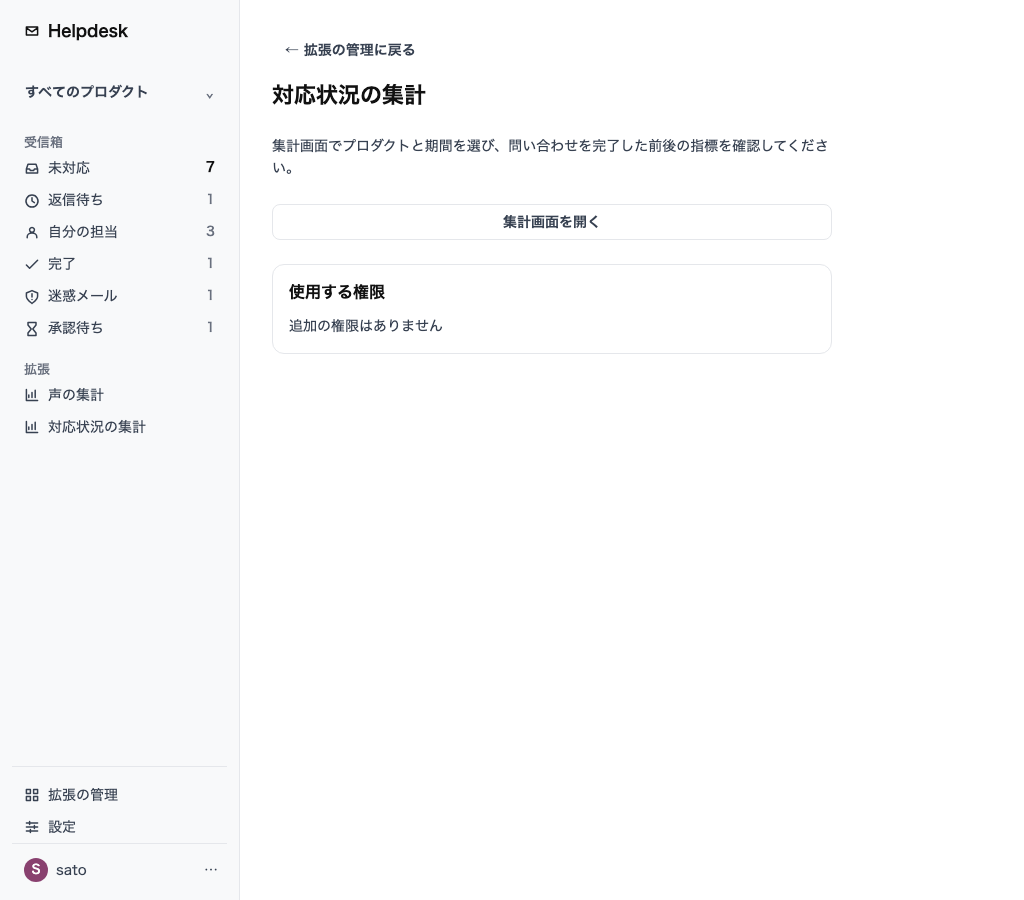 Helpdesk
すべてのプロダクト
受信箱
未対応 7
返信待ち 1
自分の担当 3
完了 1
迷惑メール 1
承認待ち 1
拡張
声の集計
対応状況の集計
拡張の管理
設定
S sato ...
← 拡張の管理に戻る
対応状況の集計
集計画面でプロダクトと期間を選び、問い合わせを完了した前後の指標を確認してくださ
い。
集計画面を開く
使用する権限
追加の権限はありません